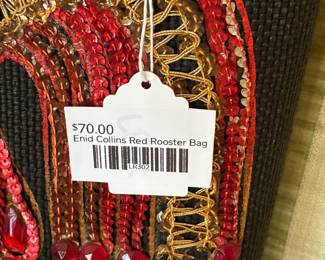 $70.00
Enid Collins Red Rooster Bag
LR302